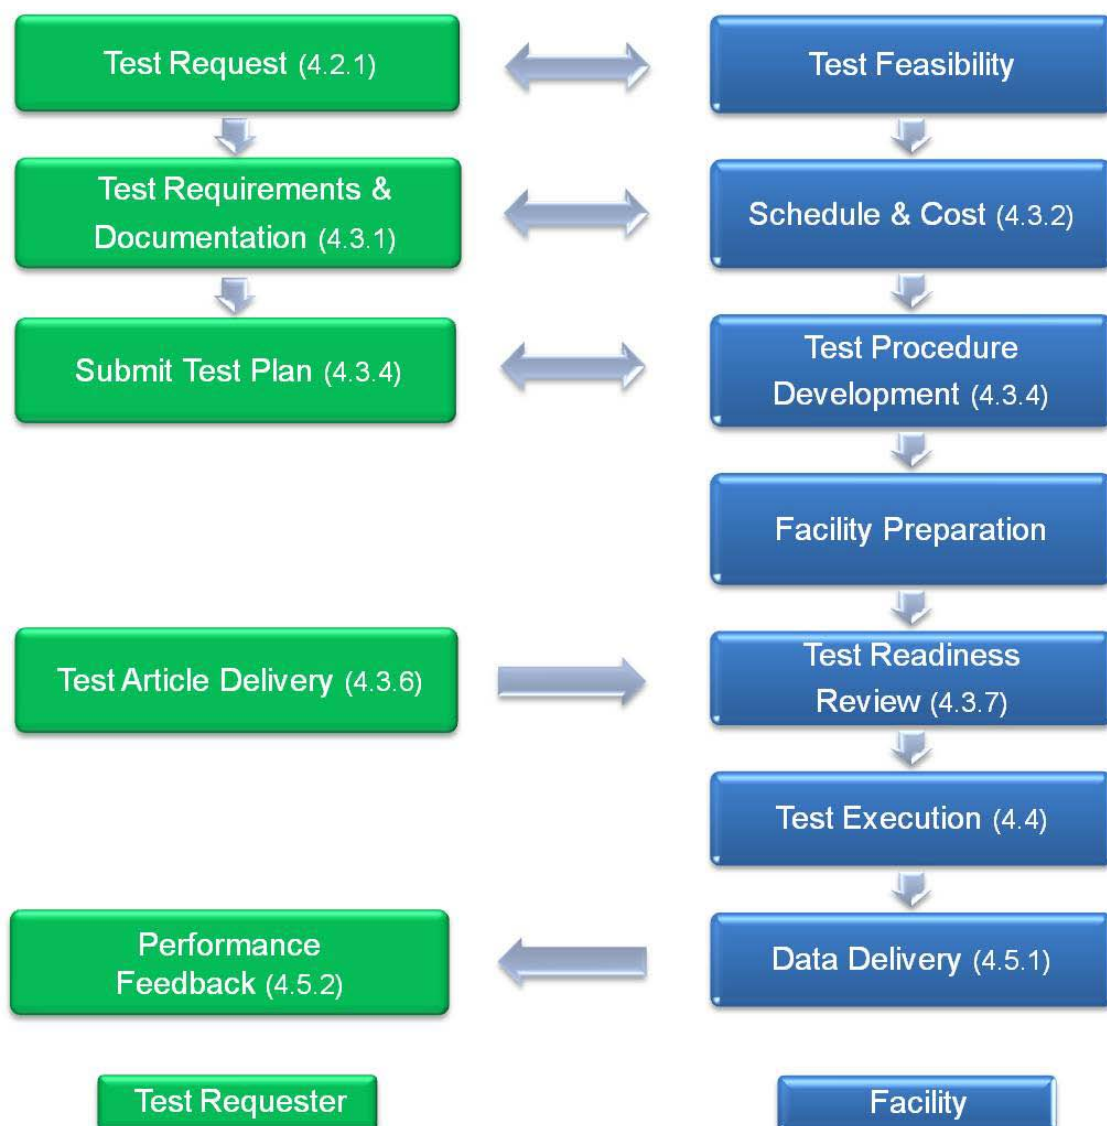 Test Request (4.2.1)
Test Feasibility
Test Requirements &
Documentation (4.3.1)
Schedule & Cost (4.3.2)
Submit Test Plan (4.3.4)
Test Procedure
Development (4.3.4)
Facility Preparation
Test Article Delivery (4.3.6)
Test Readiness
Review (4.3.7)
Test Execution (4.4)
Performance
Feedback (4.5.2)
Data Delivery (4.5.1)
Test Requester
Facility